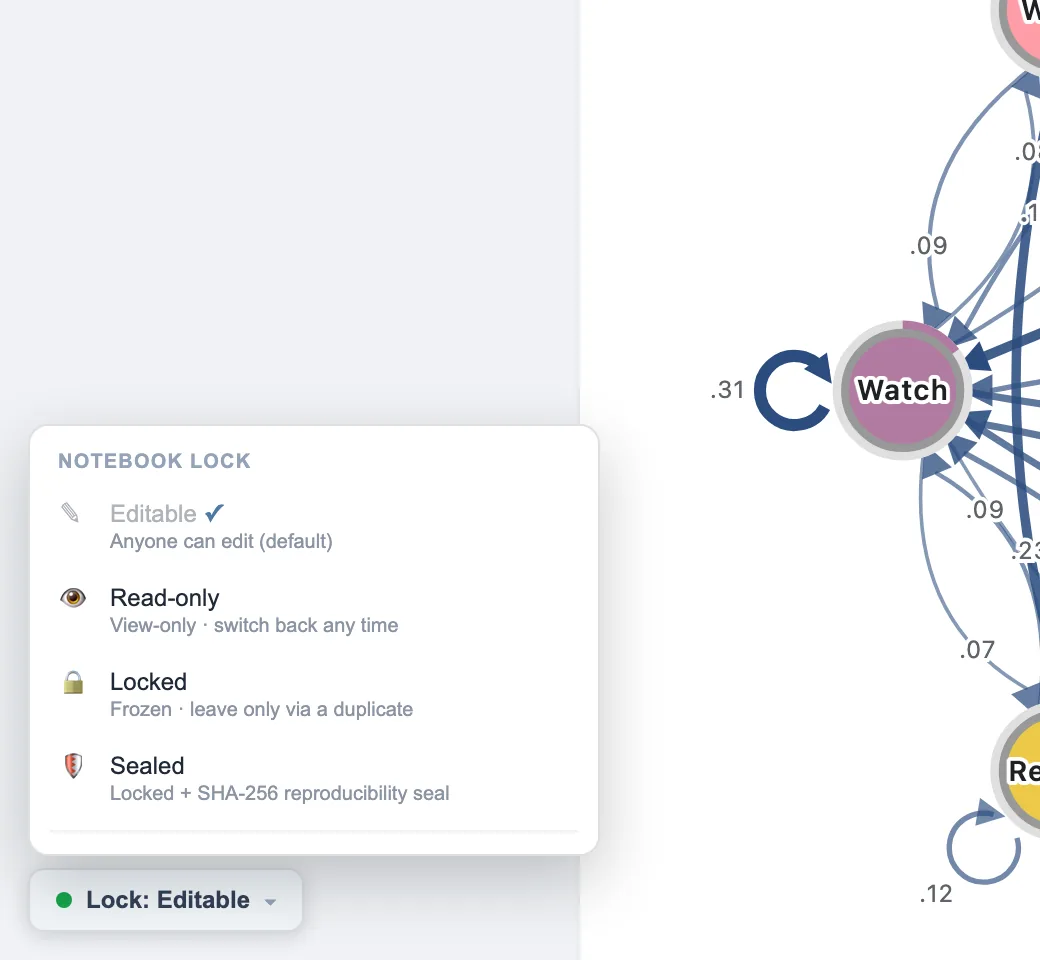 .09
Watch
.31
.09
.07
.12
NOTEBOOK LOCK
Editable ✔
Anyone can edit (default)
Read-only
View-only · switch back any time
Locked
Frozen · leave only via a duplicate
Sealed
Locked + SHA-256 reproducibility seal
Lock: Editable